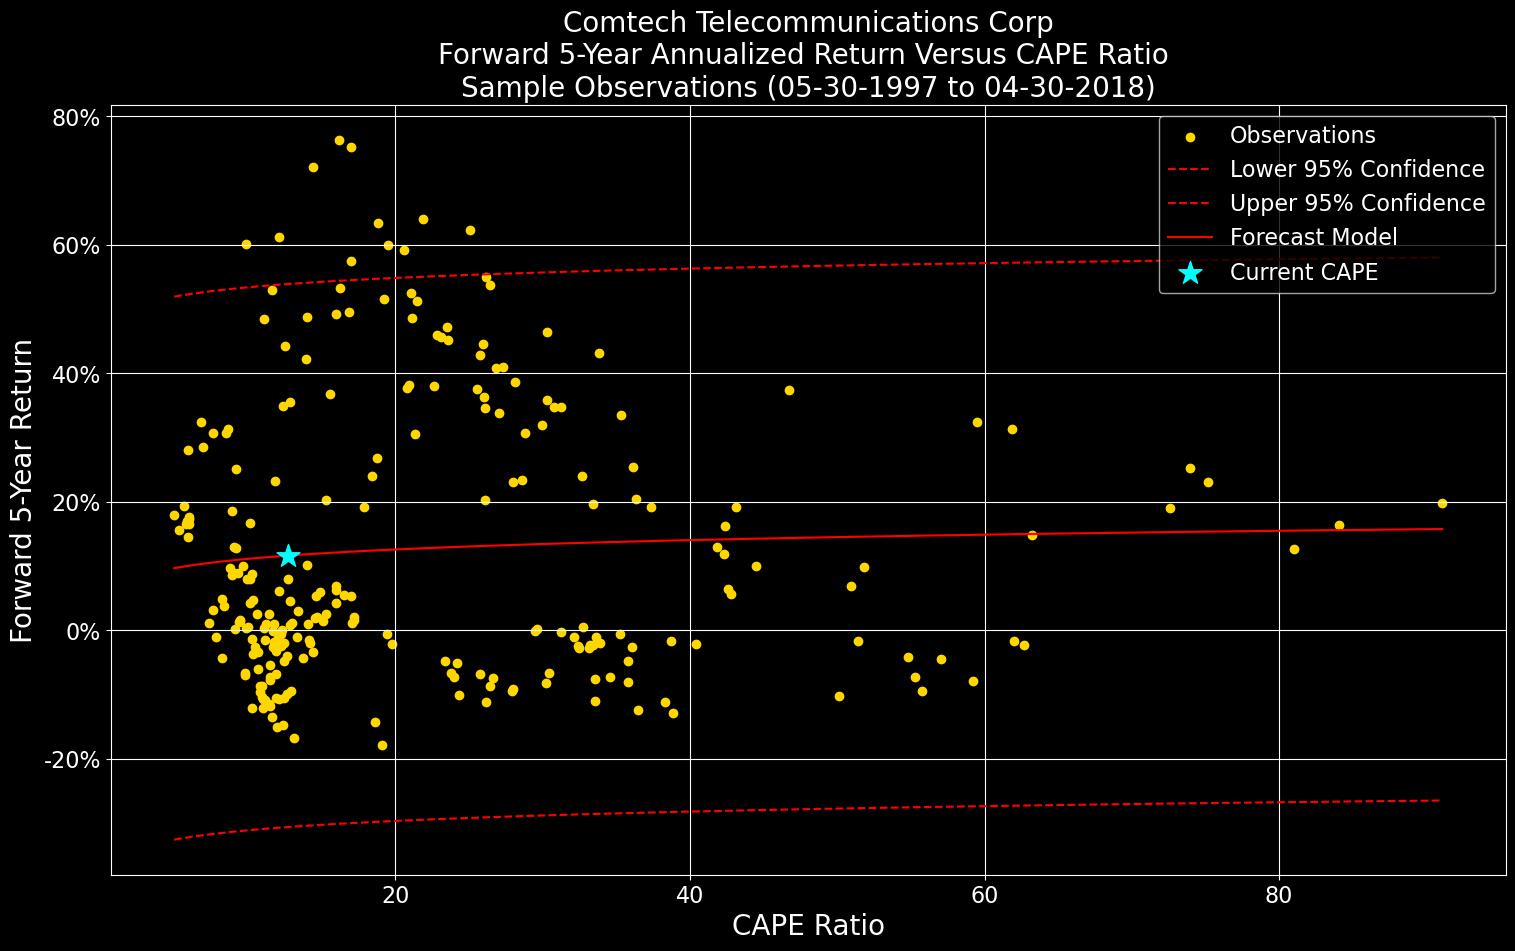 Comtech Telecommunications Corp
Forward 5-Year Annualized Return Versus CAPE Ratio
Sample Observations (05-30-1997 to 04-30-2018)
Observations
Lower 95% Confidence
Upper 95% Confidence
Forecast Model
Current CAPE
Forward 5-Year Return
80%
60%
40%
20%
0%
-20%
20
40
60
80
CAPE Ratio